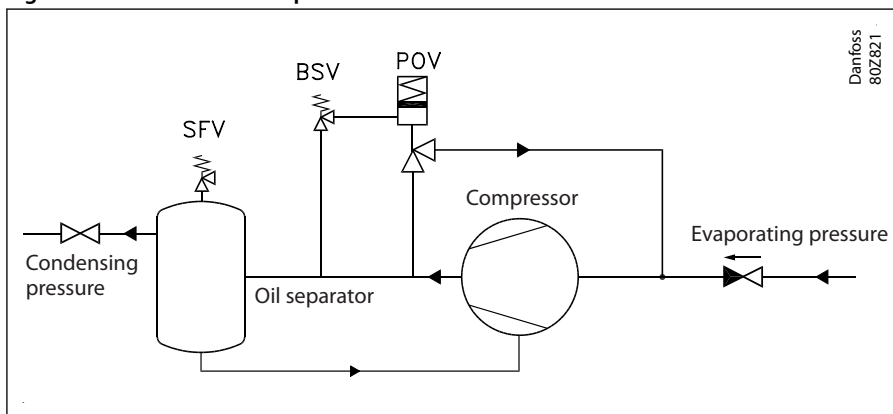 Danfoss
80Z821
BSV
POV
SFV
Compressor
Evaporating pressure
Condensing
pressure
Oil separator